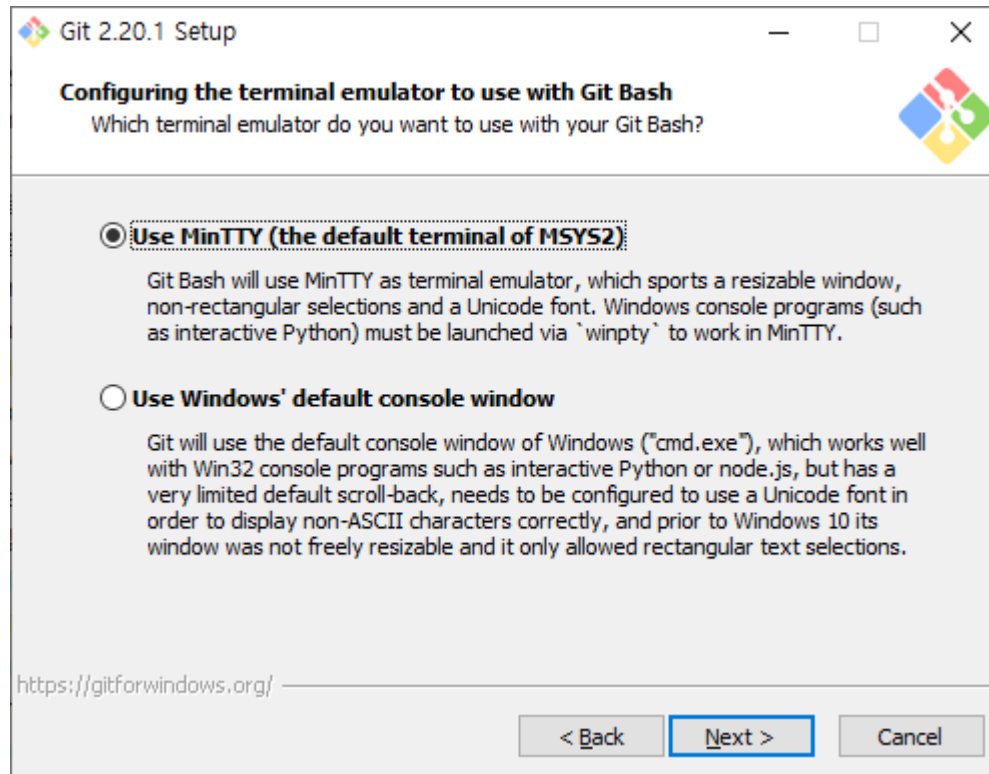 Git 2.20.1 Setup
Configuring the terminal emulator to use with Git Bash
Which terminal emulator do you want to use with your Git Bash?
Use MinTTY (the default terminal of MSYS2)
Git Bash will use MinTTY as terminal emulator, which sports a resizable window,
non-rectangular selections and a Unicode font. Windows console programs (such
as interactive Python) must be launched via `winpty` to work in MinTTY.
Use Windows' default console window
Git will use the default console window of Windows ("cmd.exe"), which works well
with Win32 console programs such as interactive Python or node.js, but has a
very limited default scroll-back, needs to be configured to use a Unicode font in
order to display non-ASCII characters correctly, and prior to Windows 10 its
window was not freely resizable and it only allowed rectangular text selections.
https://gitforwindows.org/
< Back Next > Cancel